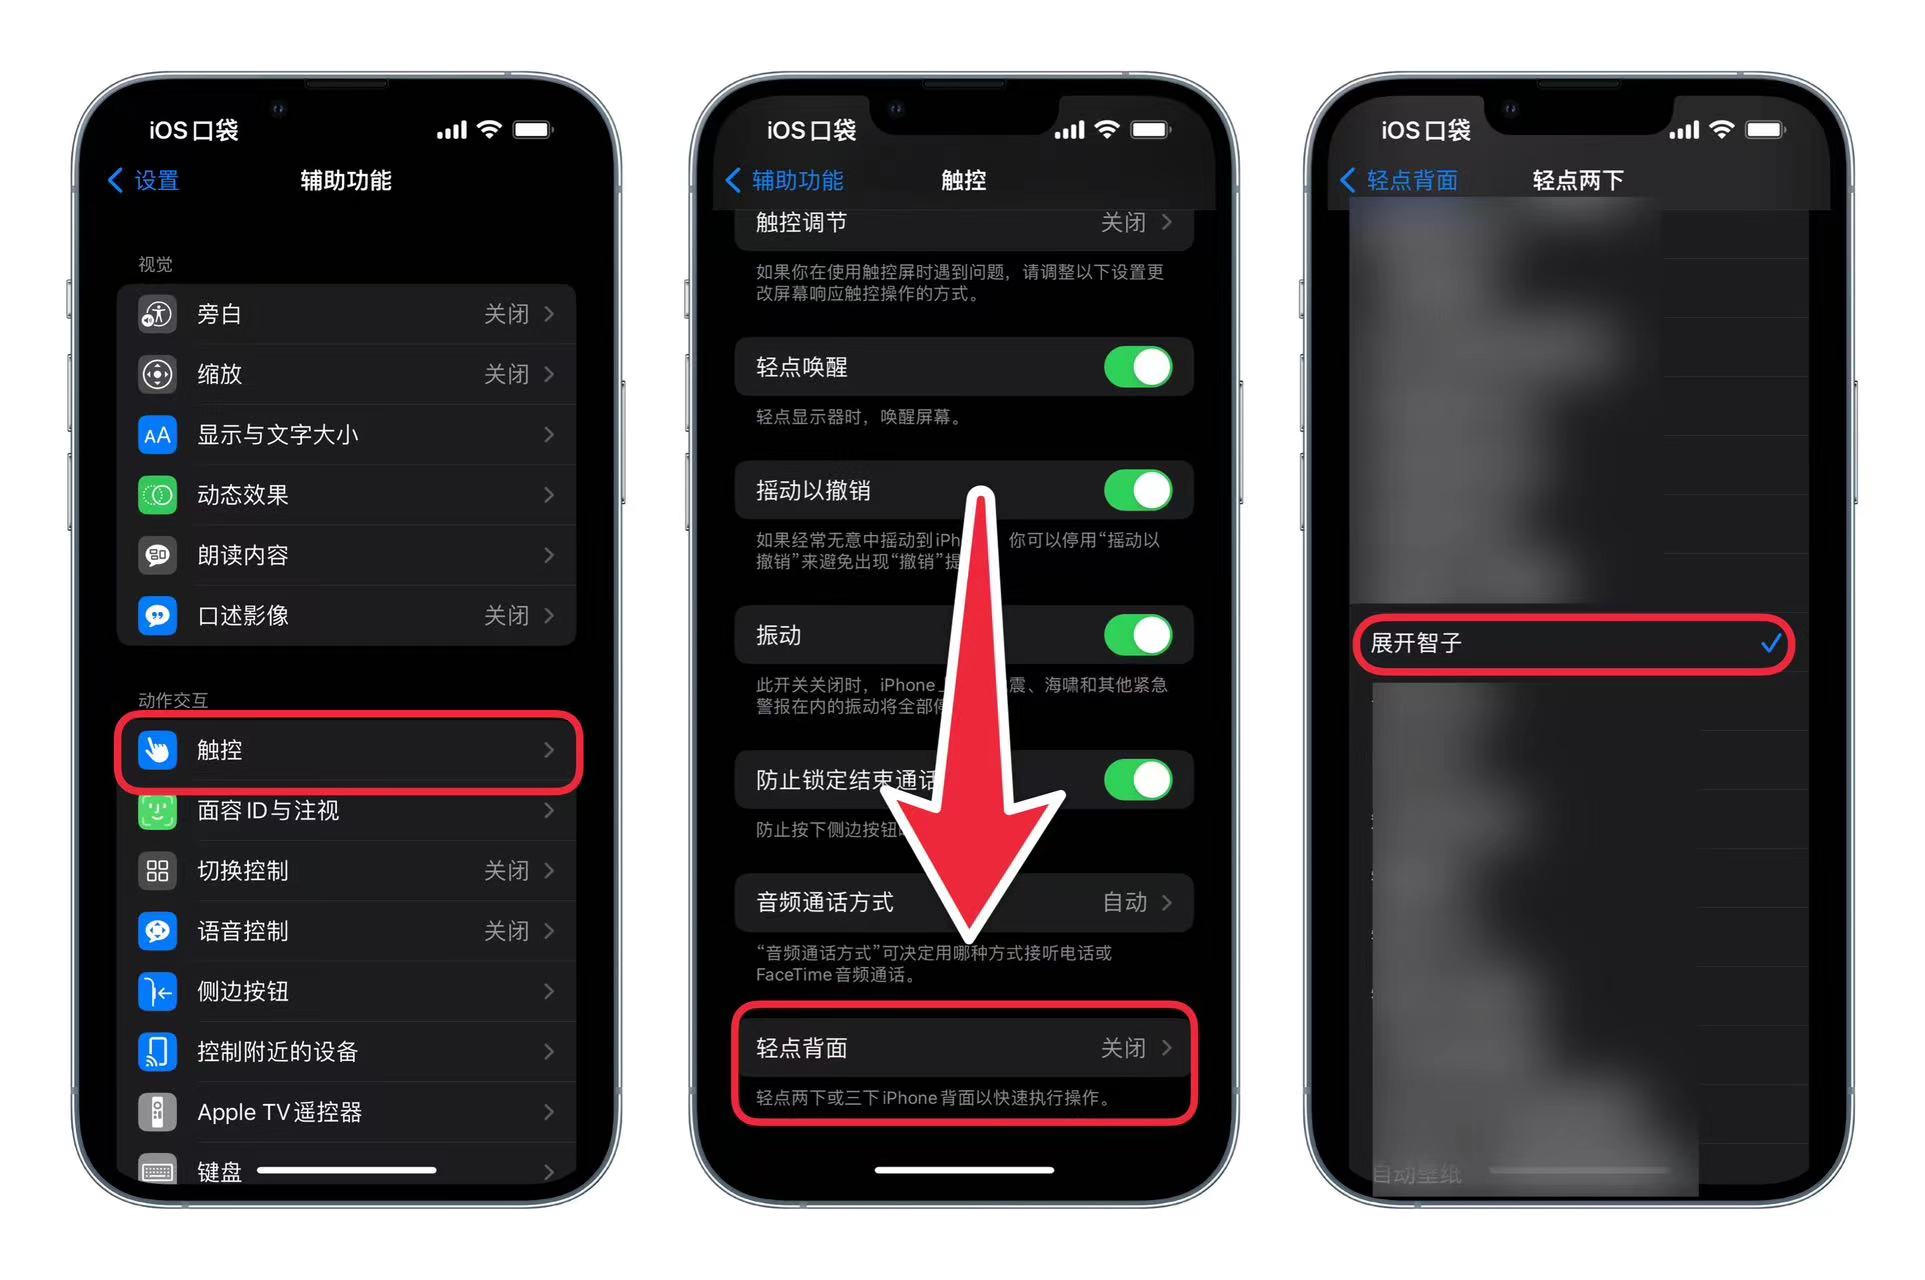 iOS口袋
设置
辅助功能
视觉
旁白
关闭
缩放
关闭
显示与文字大小
动态效果
朗读内容
口述影像
关闭
动作交互
触控
面容ID与注视
切换控制
关闭
语音控制
关闭
侧边按钮
控制附近的设备
Apple TV遥控器
键盘
iOS口袋
辅助功能
触控
触控调节
关闭
如果你在使用触控屏时遇到问题，请调整以下设置更
改屏幕响应触控操作的方式。
轻点唤醒
轻点显示器时，唤醒屏幕。
摇动以撤销
如果经常无意中摇动到iPh 你可以停用“摇动以
撤销”来避免出现“撤销”提
振动
此开关关闭时，iPhone 震、海啸和其他紧急
警报在内的振动将全部停
防止锁定结束通话
防止按下侧边按钮
音频通话方式
自动
“音频通话方式”可决定用哪种方式接听电话或
FaceTime音频通话。
轻点背面
关闭
轻点两下或三下iPhone背面以快速执行操作。
iOS口袋
轻点背面
轻点两下
展开智子
自动壁纸